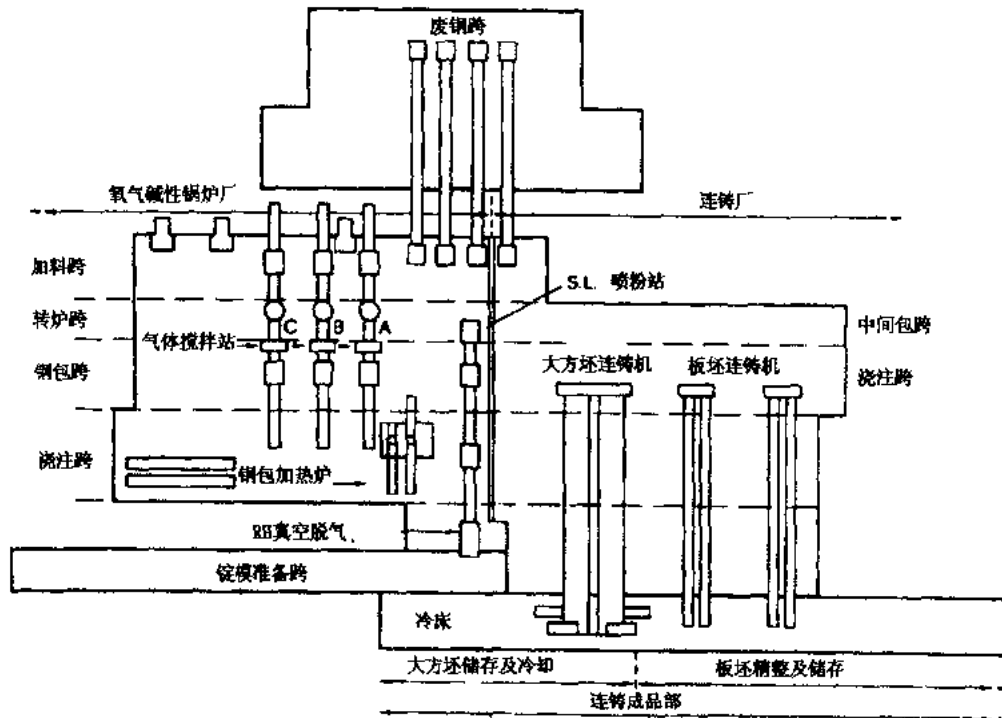 废钢跨
氧气碱性锅炉厂
连铸厂
加料跨
S.L. 喷粉站
转炉跨
C
B
A
中间包跨
气体搅拌站
钢包跨
大方坯连铸机
板坯连铸机
浇注跨
浇注跨
钢包加热炉
RH真空脱气
锭模准备跨
冷床
大方坯储存及冷却
板坯精整及储存
连铸成品部